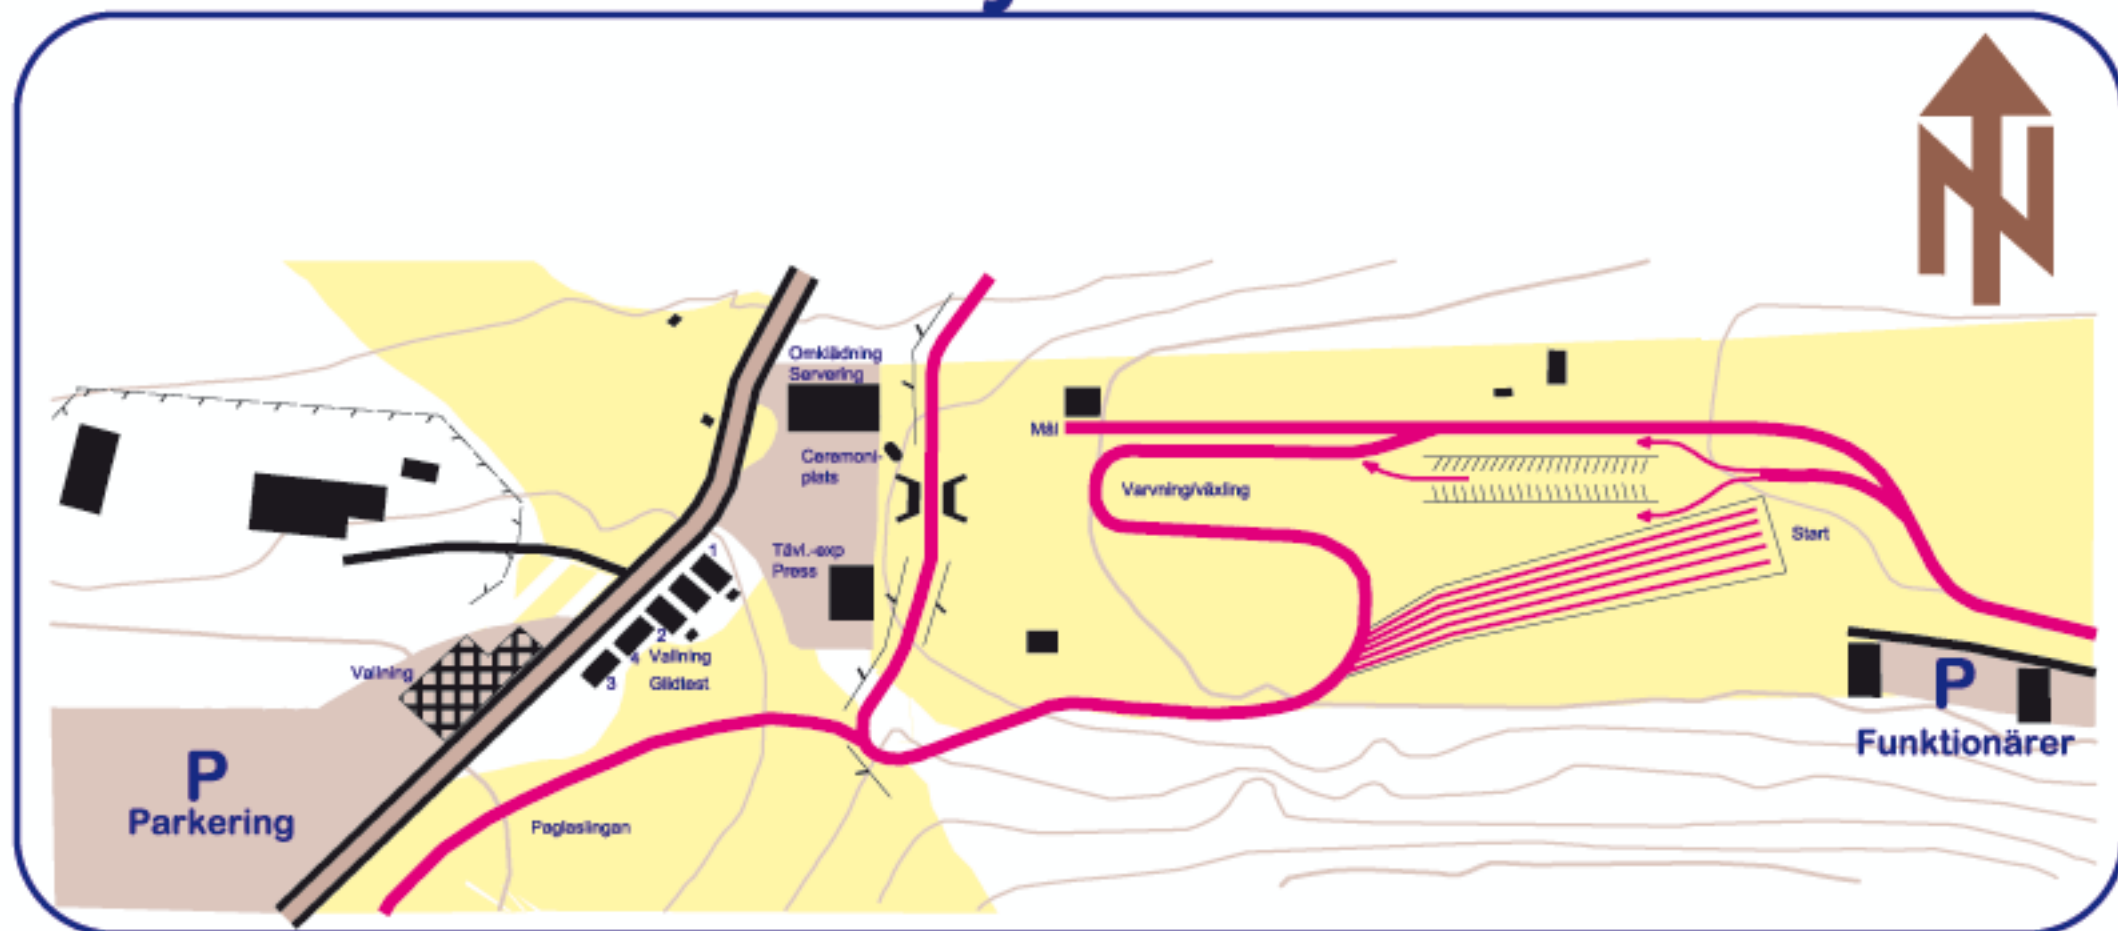 N
Omklädning
Servering
Mål
Ceremoni-
plats
Varvning/växling
Start
Tävl.-exp
Press
1
2
4
Vallning
3
Glidtest
Vallning
P
Parkering
P
Funktionärer
Paglaslingan